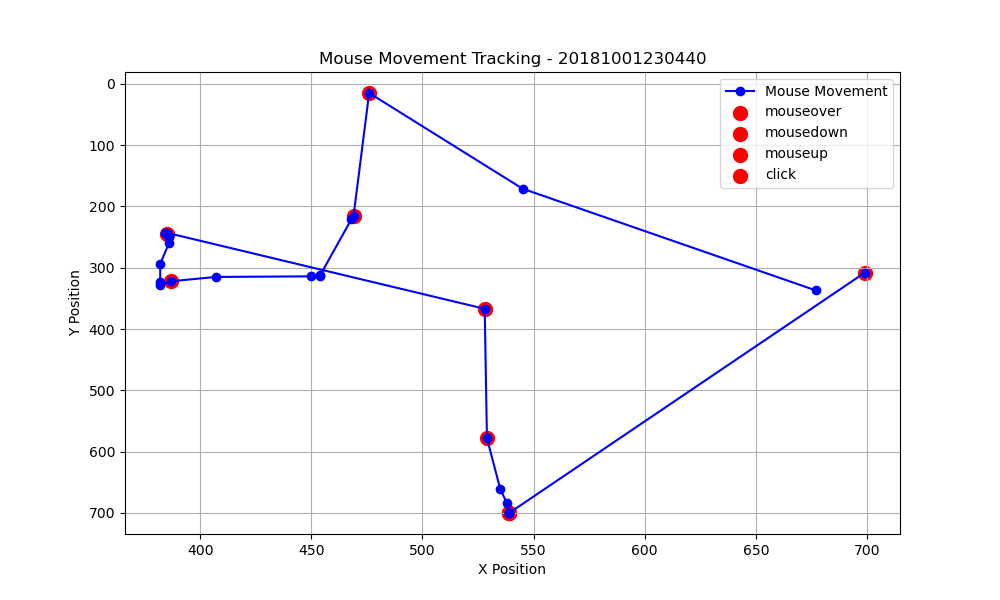 Mouse Movement Tracking - 20181001230440
Mouse Movement
mouseover
mousedown
mouseup
click
0
100
200
300
400
500
600
700
Y Position
400
450
500
550
600
650
700
X Position